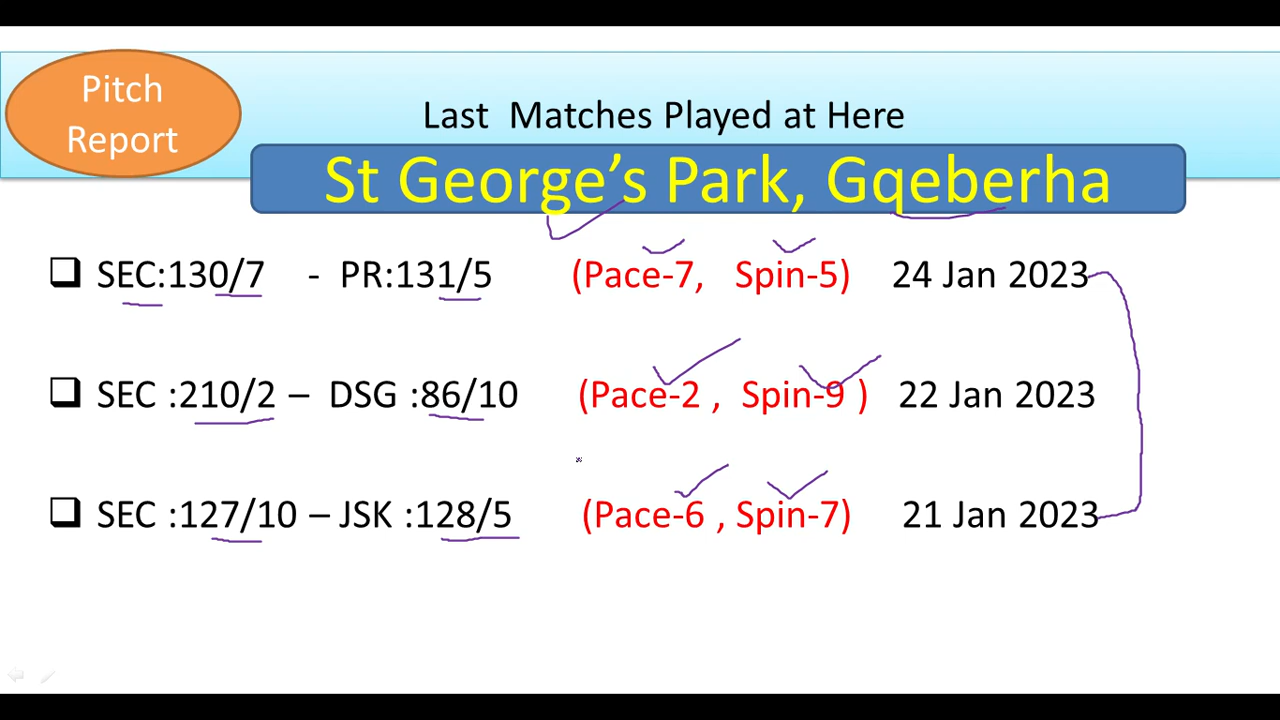 Pitch
Report
Last Matches Played at Here
St George's Park, Gqeberha
SEC:130/7 - PR:131/5 (Pace-7, Spin-5) 24 Jan 2023
SEC :210/2 – DSG :86/10 (Pace-2 , Spin-9 ) 22 Jan 2023
SEC :127/10 – JSK :128/5 (Pace-6 , Spin-7) 21 Jan 2023